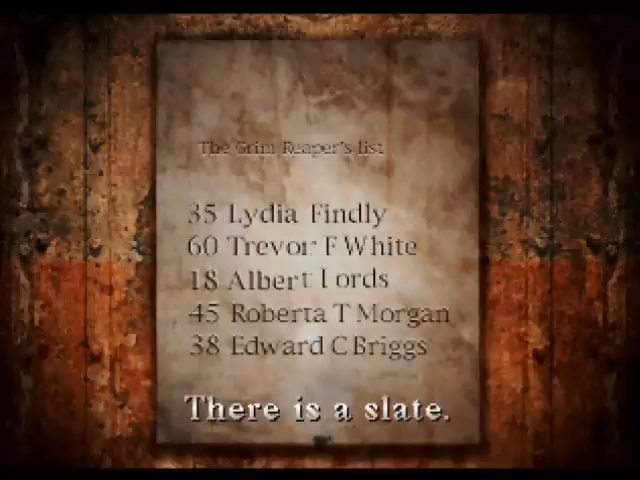 The Grim Reaper's list
35 Lydia Findly
60 Trevor F White
18 Albert Lords
45 Roberta T Morgan
38 Edward C Briggs
There is a slate.